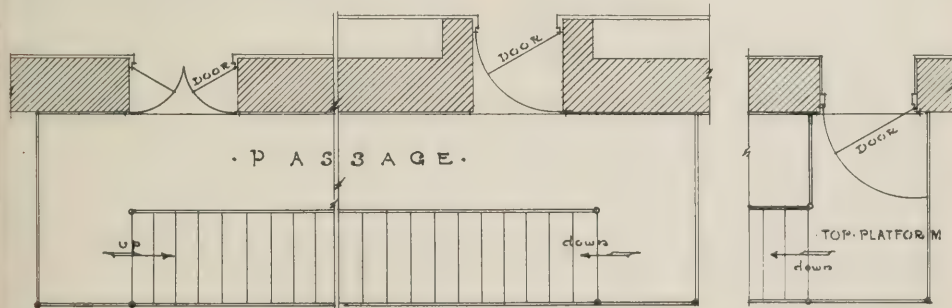 DOOR
DOOR
DOOR
· PASSAGE ·
up
down
· TOP · PLATFORM
down